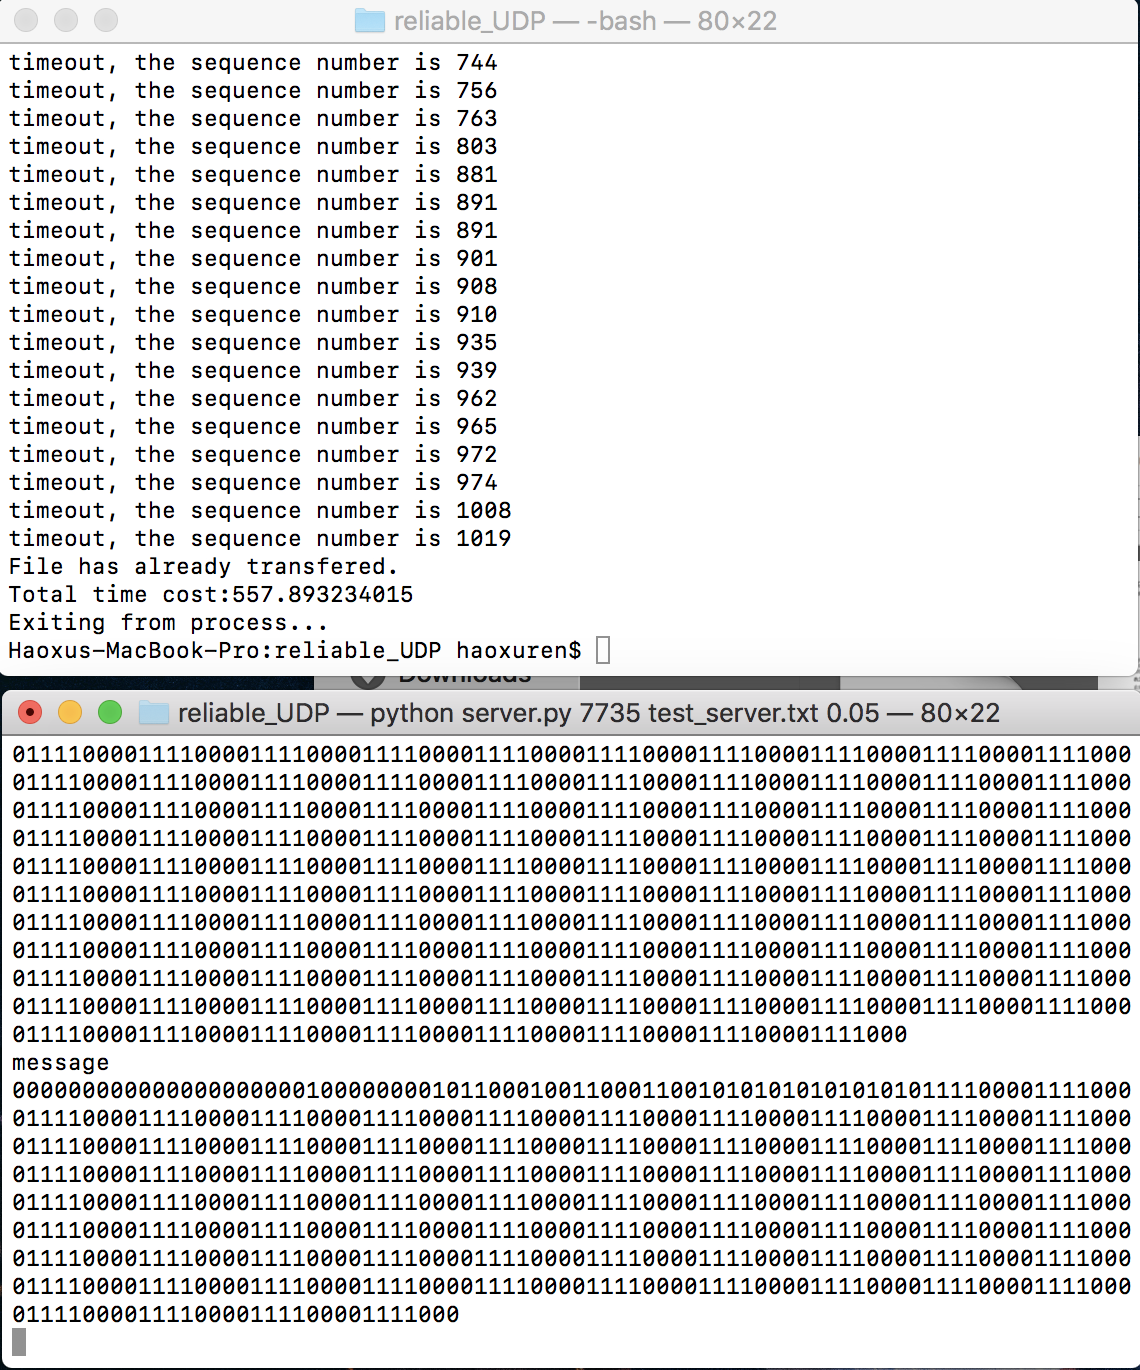 reliable_UDP — -bash — 80×22
timeout, the sequence number is 744
timeout, the sequence number is 756
timeout, the sequence number is 763
timeout, the sequence number is 803
timeout, the sequence number is 881
timeout, the sequence number is 891
timeout, the sequence number is 891
timeout, the sequence number is 901
timeout, the sequence number is 908
timeout, the sequence number is 910
timeout, the sequence number is 935
timeout, the sequence number is 939
timeout, the sequence number is 962
timeout, the sequence number is 965
timeout, the sequence number is 972
timeout, the sequence number is 974
timeout, the sequence number is 1008
timeout, the sequence number is 1019
File has already transfered.
Total time cost:557.893234015
Exiting from process...
Haoxus-MacBook-Pro:reliable_UDP haoxuren$
Downloads
reliable_UDP — python server.py 7735 test_server.txt 0.05 — 80×22
01111000011110000111100001111000011110000111100001111000011110000111100001111000
01111000011110000111100001111000011110000111100001111000011110000111100001111000
01111000011110000111100001111000011110000111100001111000011110000111100001111000
01111000011110000111100001111000011110000111100001111000011110000111100001111000
01111000011110000111100001111000011110000111100001111000011110000111100001111000
01111000011110000111100001111000011110000111100001111000011110000111100001111000
01111000011110000111100001111000011110000111100001111000011110000111100001111000
01111000011110000111100001111000011110000111100001111000011110000111100001111000
01111000011110000111100001111000011110000111100001111000011110000111100001111000
01111000011110000111100001111000011110000111100001111000011110000111100001111000
0111100001111000011110000111100001111000011110000111100001111000
message
00000000000000000000010000000010110001001100011001010101010101010111100001111000
01111000011110000111100001111000011110000111100001111000011110000111100001111000
01111000011110000111100001111000011110000111100001111000011110000111100001111000
01111000011110000111100001111000011110000111100001111000011110000111100001111000
01111000011110000111100001111000011110000111100001111000011110000111100001111000
01111000011110000111100001111000011110000111100001111000011110000111100001111000
01111000011110000111100001111000011110000111100001111000011110000111100001111000
01111000011110000111100001111000011110000111100001111000011110000111100001111000
01111000011110000111100001111000